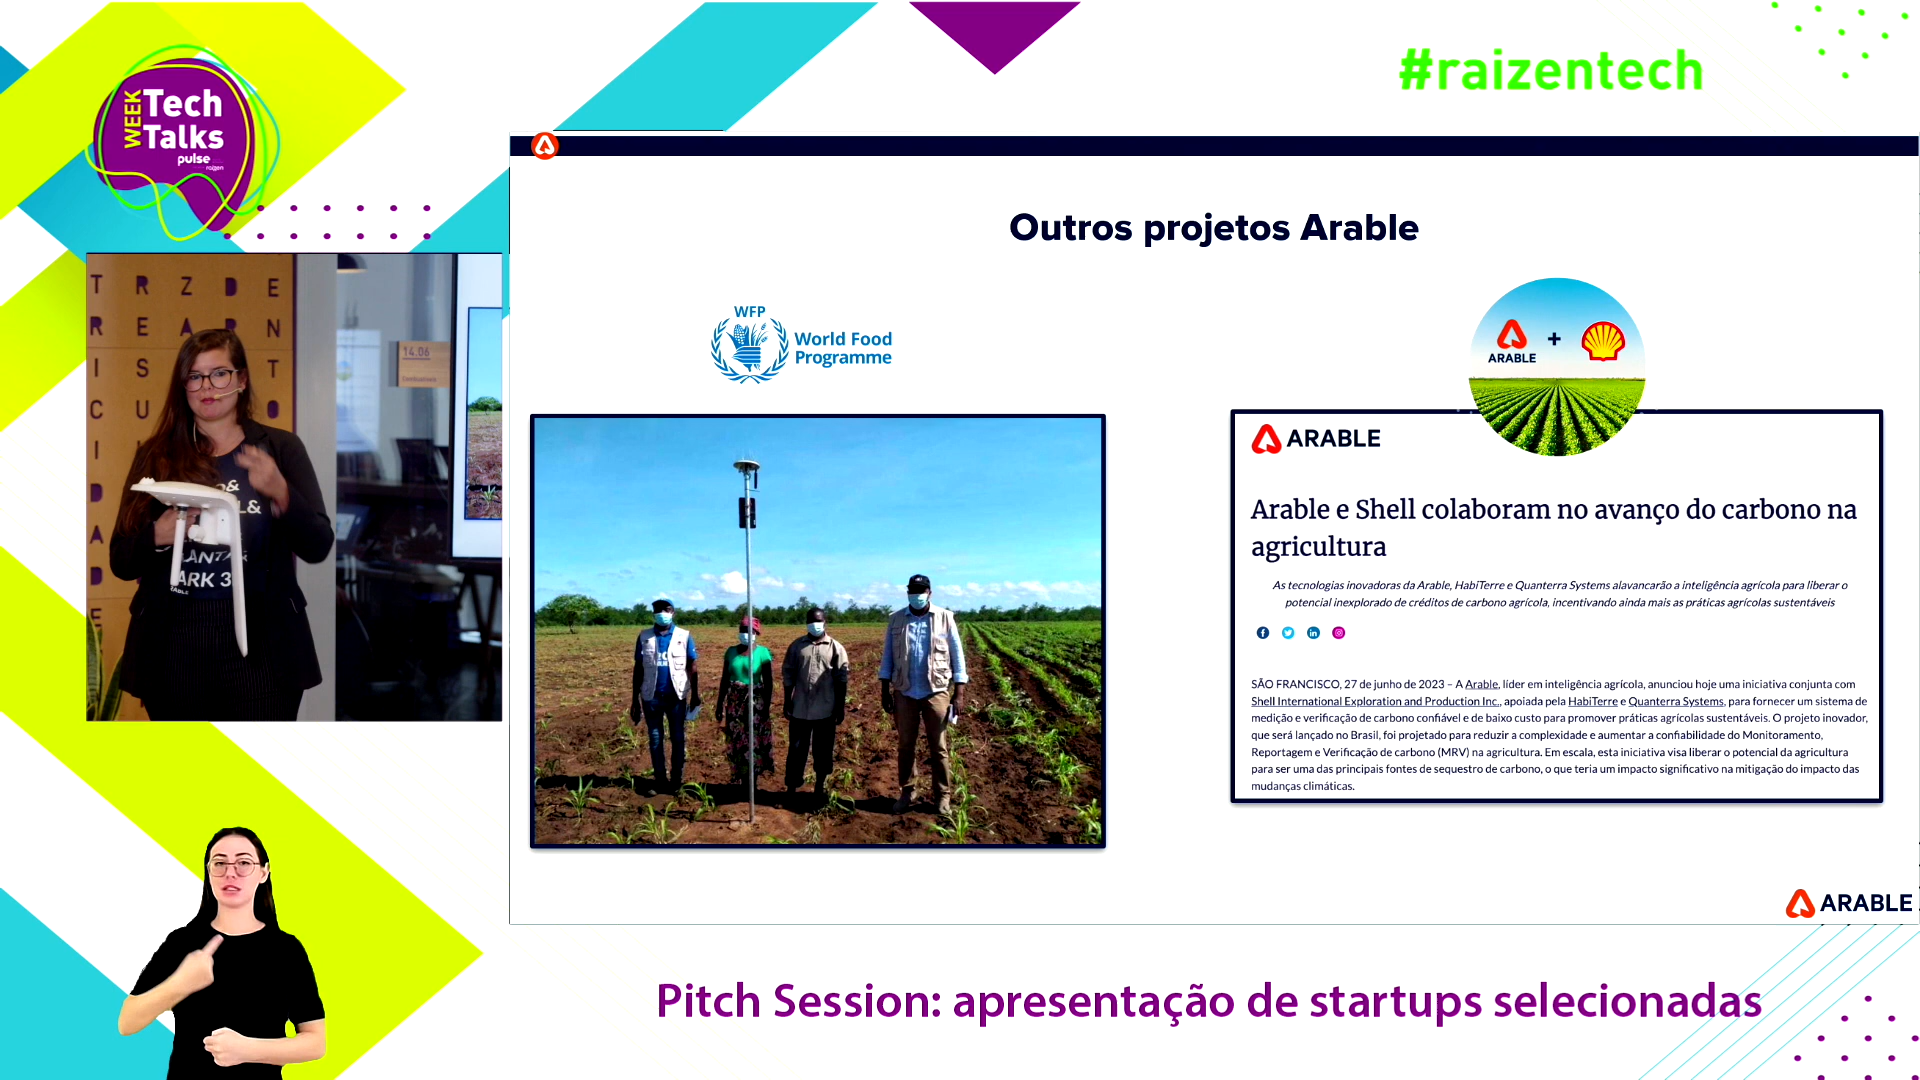 #raizentech
WEEK
Tech
Talks
pulse
raízen
Outros projetos Arable
WFP
World Food
Programme
ARABLE
+
ARABLE
Arable e Shell colaboram no avanço do carbono na
agricultura
As tecnologias inovadoras da Arable, HabiTerre e Quanterra Systems alavancarão a inteligência agrícola para liberar o
potencial inexplorado de créditos de carbono agrícola, incentivando ainda mais as práticas agrícolas sustentáveis
SÃO FRANCISCO, 27 de junho de 2023 – A Arable, líder em inteligência agrícola, anunciou hoje uma iniciativa conjunta com
Shell International Exploration and Production Inc., apoiada pela HabiTerre e Quanterra Systems, para fornecer um sistema de
medição e verificação de carbono confiável e de baixo custo para promover práticas agrícolas sustentáveis. O projeto inovador,
que será lançado no Brasil, foi projetado para reduzir a complexidade e aumentar a confiabilidade do Monitoramento,
Reportagem e Verificação de carbono (MRV) na agricultura. Em escala, esta iniciativa visa liberar o potencial da agricultura
para ser uma das principais fontes de sequestro de carbono, o que teria um impacto significativo na mitigação do impacto das
mudanças climáticas.
ARABLE
T R Z D E
R E A R N
I S T
C U O
I
D
A
D
E
14.06
ARK 3
Pitch Session: apresentação de startups selecionadas